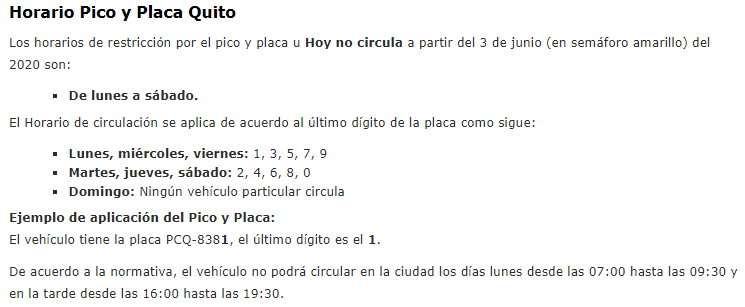 Horario Pico y Placa Quito
Los horarios de restricción por el pico y placa u Hoy no circula a partir del 3 de junio (en semáforo amarillo) del
2020 son:
▪ De lunes a sábado.
El Horario de circulación se aplica de acuerdo al último dígito de la placa como sigue:
▪ Lunes, miércoles, viernes: 1, 3, 5, 7, 9
▪ Martes, jueves, sábado: 2, 4, 6, 8, 0
▪ Domingo: Ningún vehículo particular circula
Ejemplo de aplicación del Pico y Placa:
El vehículo tiene la placa PCQ-8381, el último dígito es el 1.
De acuerdo a la normativa, el vehículo no podrá circular en la ciudad los días lunes desde las 07:00 hasta las 09:30 y
en la tarde desde las 16:00 hasta las 19:30.